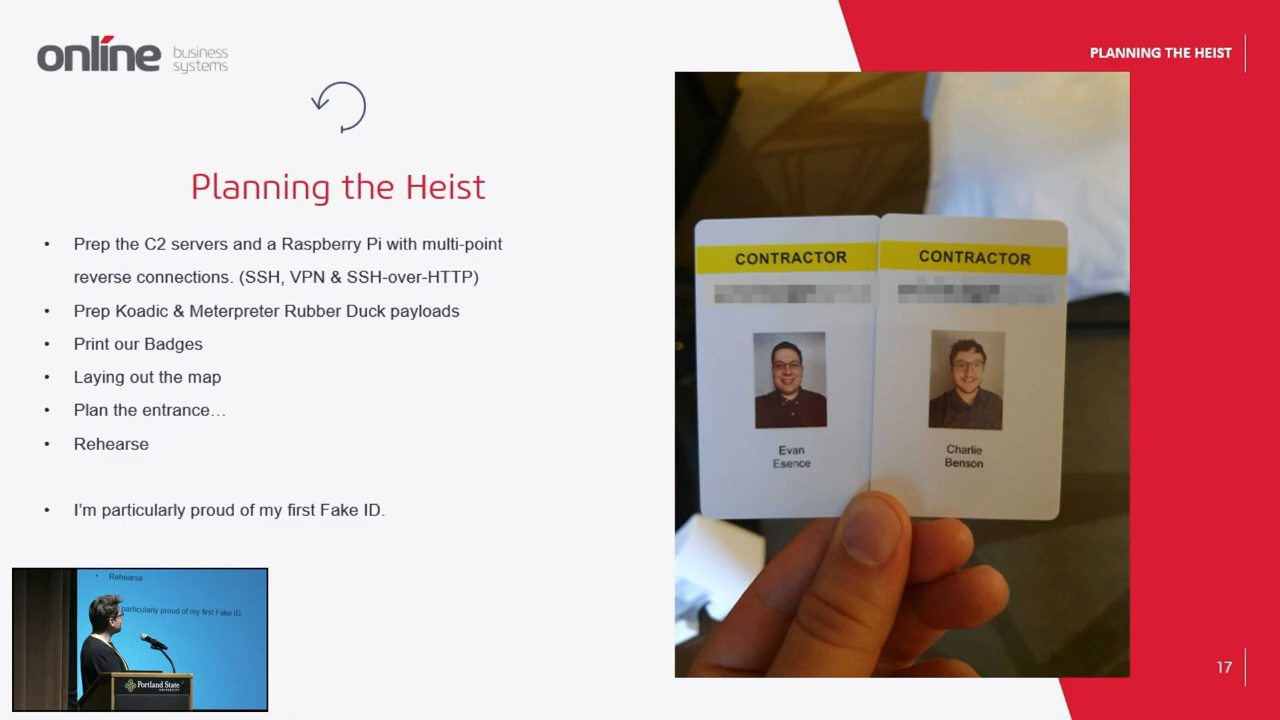 online business systems
PLANNING THE HEIST
Planning the Heist
• Prep the C2 servers and a Raspberry Pi with multi-point
reverse connections. (SSH, VPN & SSH-over-HTTP)
• Prep Koadic & Meterpreter Rubber Duck payloads
• Print our Badges
• Laying out the map
• Plan the entrance…
• Rehearse
• I'm particularly proud of my first Fake ID.
CONTRACTOR
Evan
Esence
CONTRACTOR
Charlie
Benson
• Rehearse
particularly proud of my first Fake ID
Portland State
UNIVERSITY
17